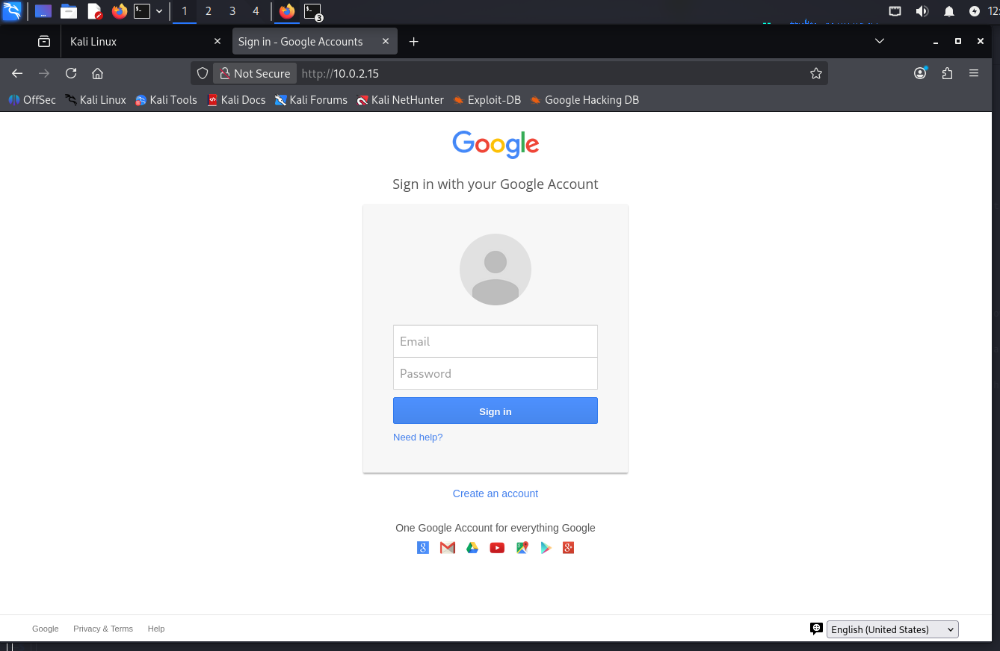 1 2 3 4 3 12:
Kali Linux Sign in - Google Accounts
Not Secure http://10.0.2.15
OffSec Kali Linux Kali Tools Kali Docs Kali Forums Kali NetHunter Exploit-DB Google Hacking DB
Google
Sign in with your Google Account
Email
Password
Sign in
Need help?
Create an account
One Google Account for everything Google
Google Privacy & Terms Help English (United States)